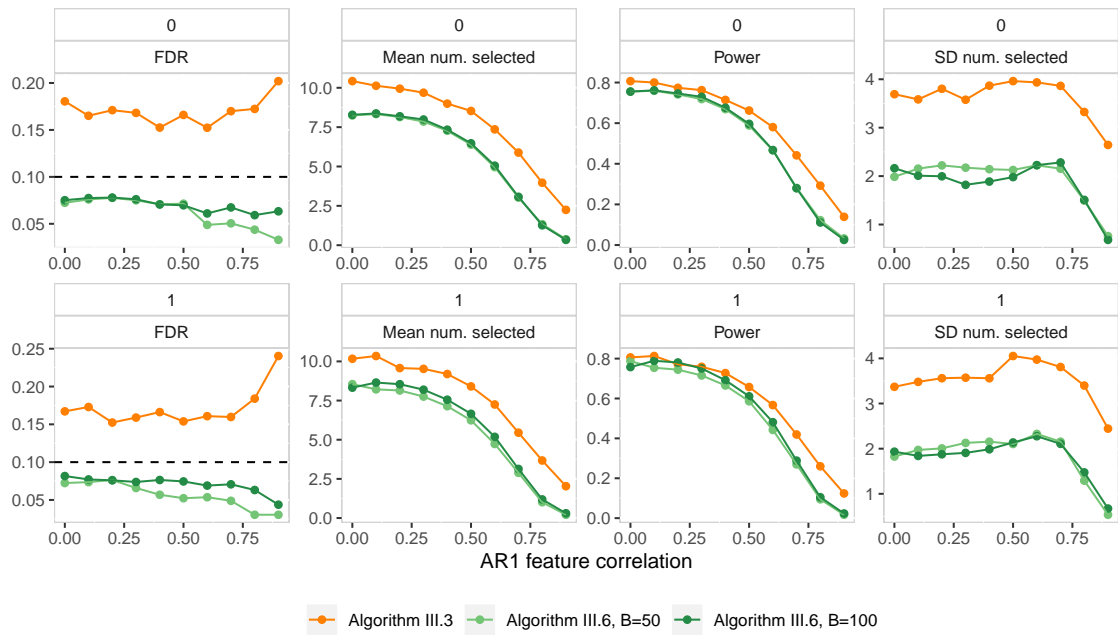 0 0 0 0
FDR Mean num. selected Power SD num. selected
0.20 0.15 0.10 0.05
10.0 7.5 5.0 2.5 0.0
0.8 0.6 0.4 0.2 0.0
4 3 2 1
0.00 0.25 0.50 0.75 0.00 0.25 0.50 0.75 0.00 0.25 0.50 0.75 0.00 0.25 0.50 0.75
1 1 1 1
FDR Mean num. selected Power SD num. selected
0.25 0.20 0.15 0.10 0.05
10.0 7.5 5.0 2.5 0.0
0.8 0.6 0.4 0.2 0.0
4 3 2 1
0.00 0.25 0.50 0.75 0.00 0.25 0.50 0.75 0.00 0.25 0.50 0.75 0.00 0.25 0.50 0.75
AR1 feature correlation
Algorithm III.3 Algorithm III.6, B=50 Algorithm III.6, B=100